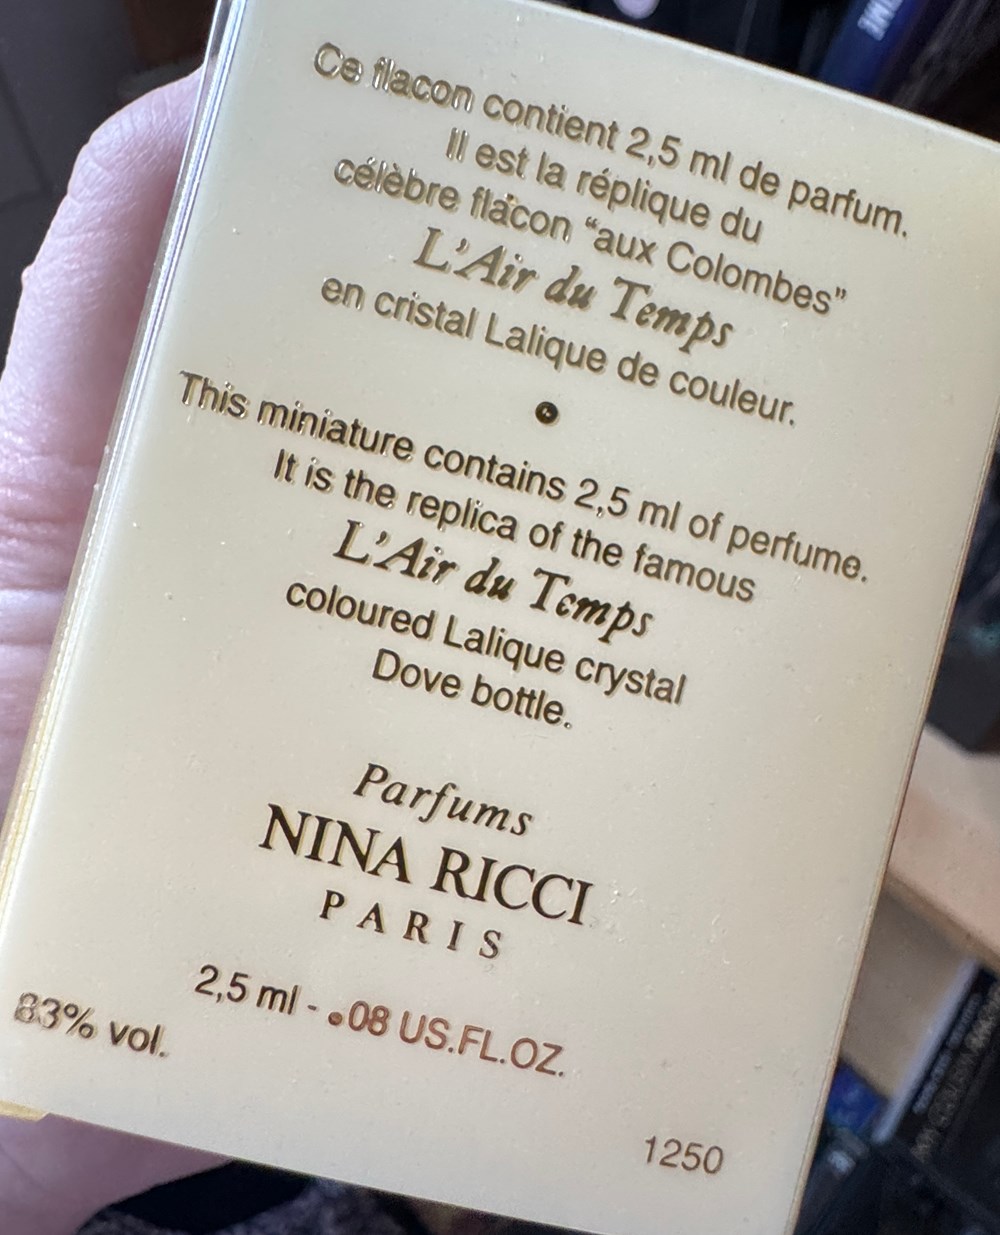 Ce flacon contient 2,5 ml de parfum.
Il est la réplique du
célèbre flacon “aux Colombes”
L'Air du Temps
en cristal Lalique de couleur.
This miniature contains 2,5 ml of perfume.
It is the replica of the famous
L'Air du Temps
coloured Lalique crystal
Dove bottle.
Parfums
NINA RICCI
PARIS
2,5 ml - .08 US.FL.OZ.
83% vol.
1250